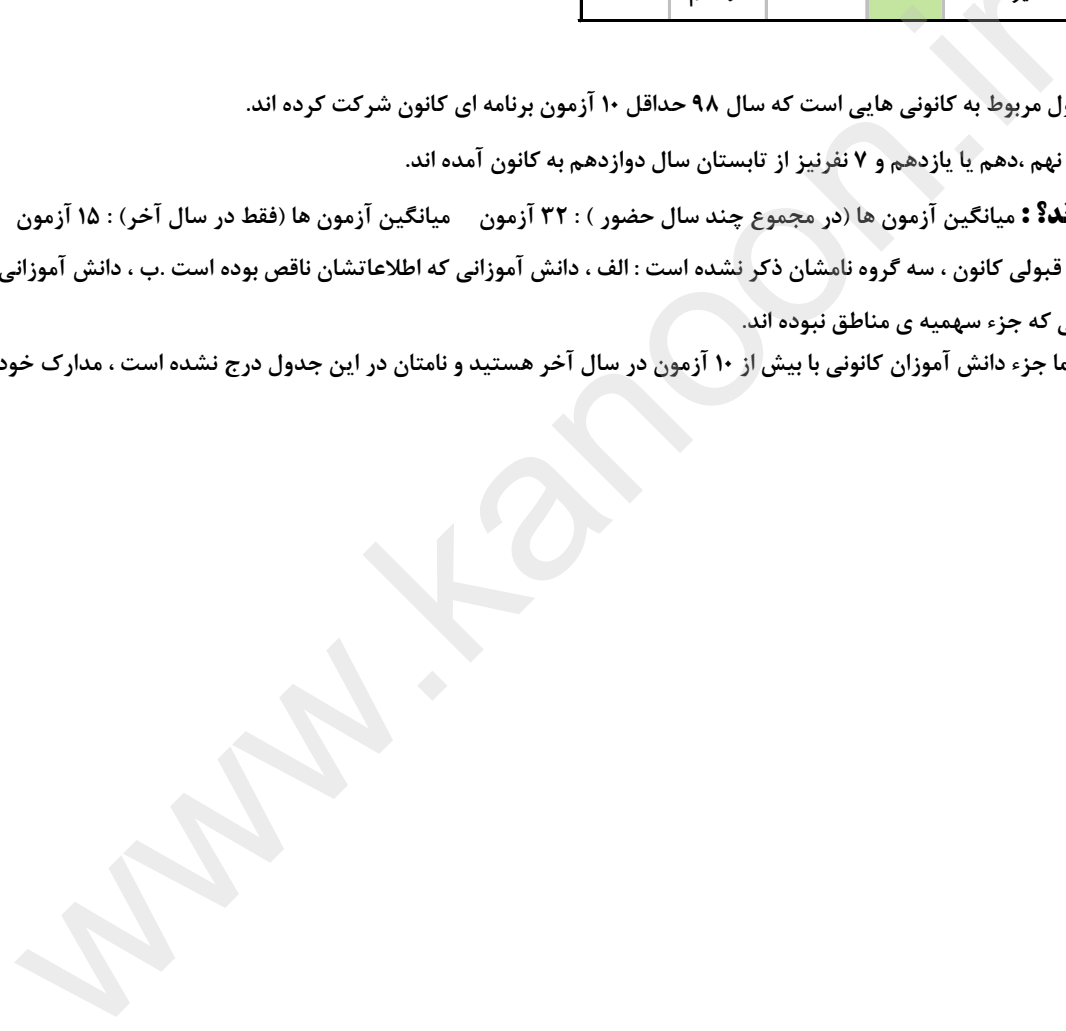 مربوط به کانونی هایی است که سال ۹۸ حداقل ۱۰ آزمون برنامه ای کانون شرکت کرده اند.
نهم ،دهم یا یازدهم و ۷ نفرنیز از تابستان سال دوازدهم به کانون آمده اند.
: میانگین آزمون ها (در مجموع چند سال حضور ) : ۳۲ آزمون میانگین آزمون ها (فقط در سال آخر) : ۱۵ آزمون
قبولی کانون ، سه گروه نامشان ذکر نشده است : الف ، دانش آموزانی که اطلاعاتشان ناقص بوده است .ب ، دانش آموزانی
که جزء سهمیه ی مناطق نبوده اند.
جزء دانش آموزان کانونی با بیش از ۱۰ آزمون در سال آخر هستید و نامتان در این جدول درج نشده است ، مدارک خود
www.kanoon.ir